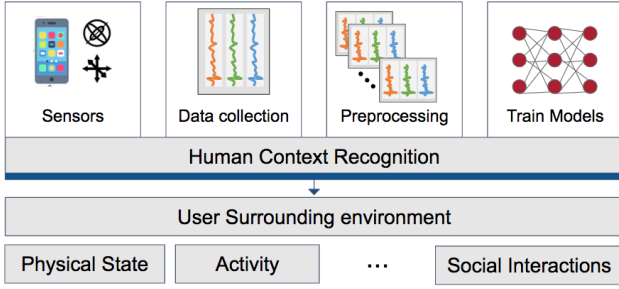 Sensors
Data collection
Preprocessing
Train Models
Human Context Recognition
User Surrounding environment
Physical State
Activity
...
Social Interactions